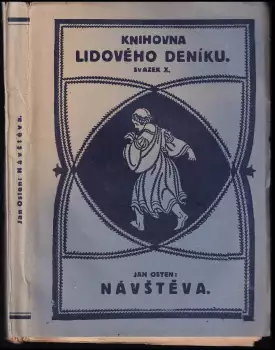 Jan Osten: NÁVŠTĚVA.
KNIHOVNA
LIDOVÉHO DENÍKU.
SVAZEK X.
JAN OSTEN:
NÁVŠTĚVA.